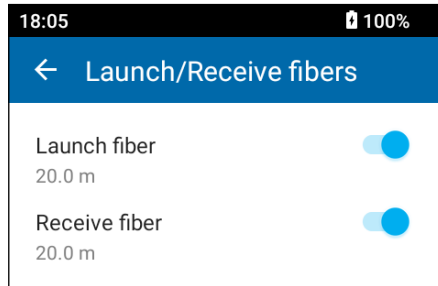 18:05 100%
Launch/Receive fibers
Launch fiber
20.0 m
Receive fiber
20.0 m